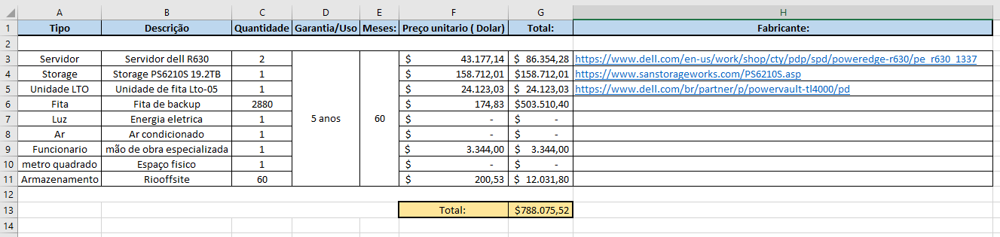 A B C D E F G H
1 Tipo Descrição Quantidade Garantia/Uso Meses: Preço unitario ( Dolar) Total: Fabricante:
2
3 Servidor Servidor dell R630 2 $ 43.177,14 $ 86.354,28 https://www.dell.com/en-us/work/shop/cty/pdp/spd/poweredge-r630/pe_r630_1337
4 Storage Storage PS6210S 19.2TB 1 $ 158.712,01 $158.712,01 https://www.sanstorageworks.com/PS6210S.asp
5 Unidade LTO Unidade de fita Lto-05 1 $ 24.123,03 $ 24.123,03 https://www.dell.com/br/partner/p/powervault-tl4000/pd
6 Fita Fita de backup 2880 $ 174,83 $503.510,40
7 Luz Energia eletrica 1 5 anos 60 $ - $ -
8 Ar Ar condicionado 1 $ - $ -
9 Funcionario mão de obra especializada 1 $ 3.344,00 $ 3.344,00
10 metro quadrado Espaço fisico 1 $ - $ -
11 Armazenamento Riooffsite 60 $ 200,53 $ 12.031,80
12
13 Total: $788.075,52
14